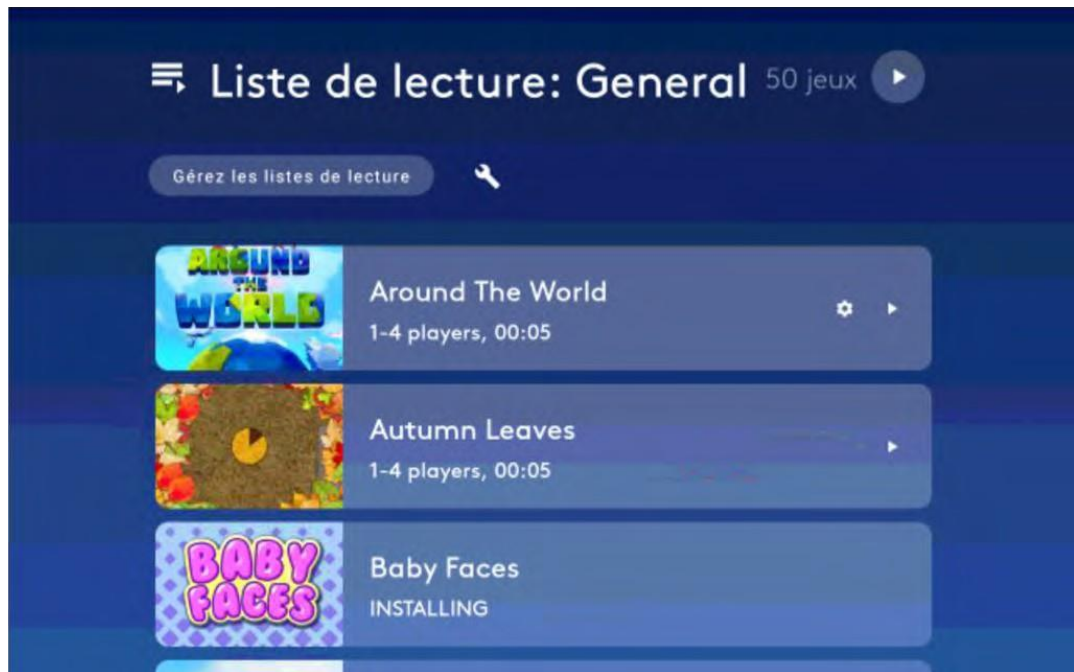 Liste de lecture: General 50 jeux
Gérez les listes de lecture
AROUND
THE
WORLD
Around The World
1-4 players, 00:05
Autumn Leaves
1-4 players, 00:05
BABY
FACES
Baby Faces
INSTALLING